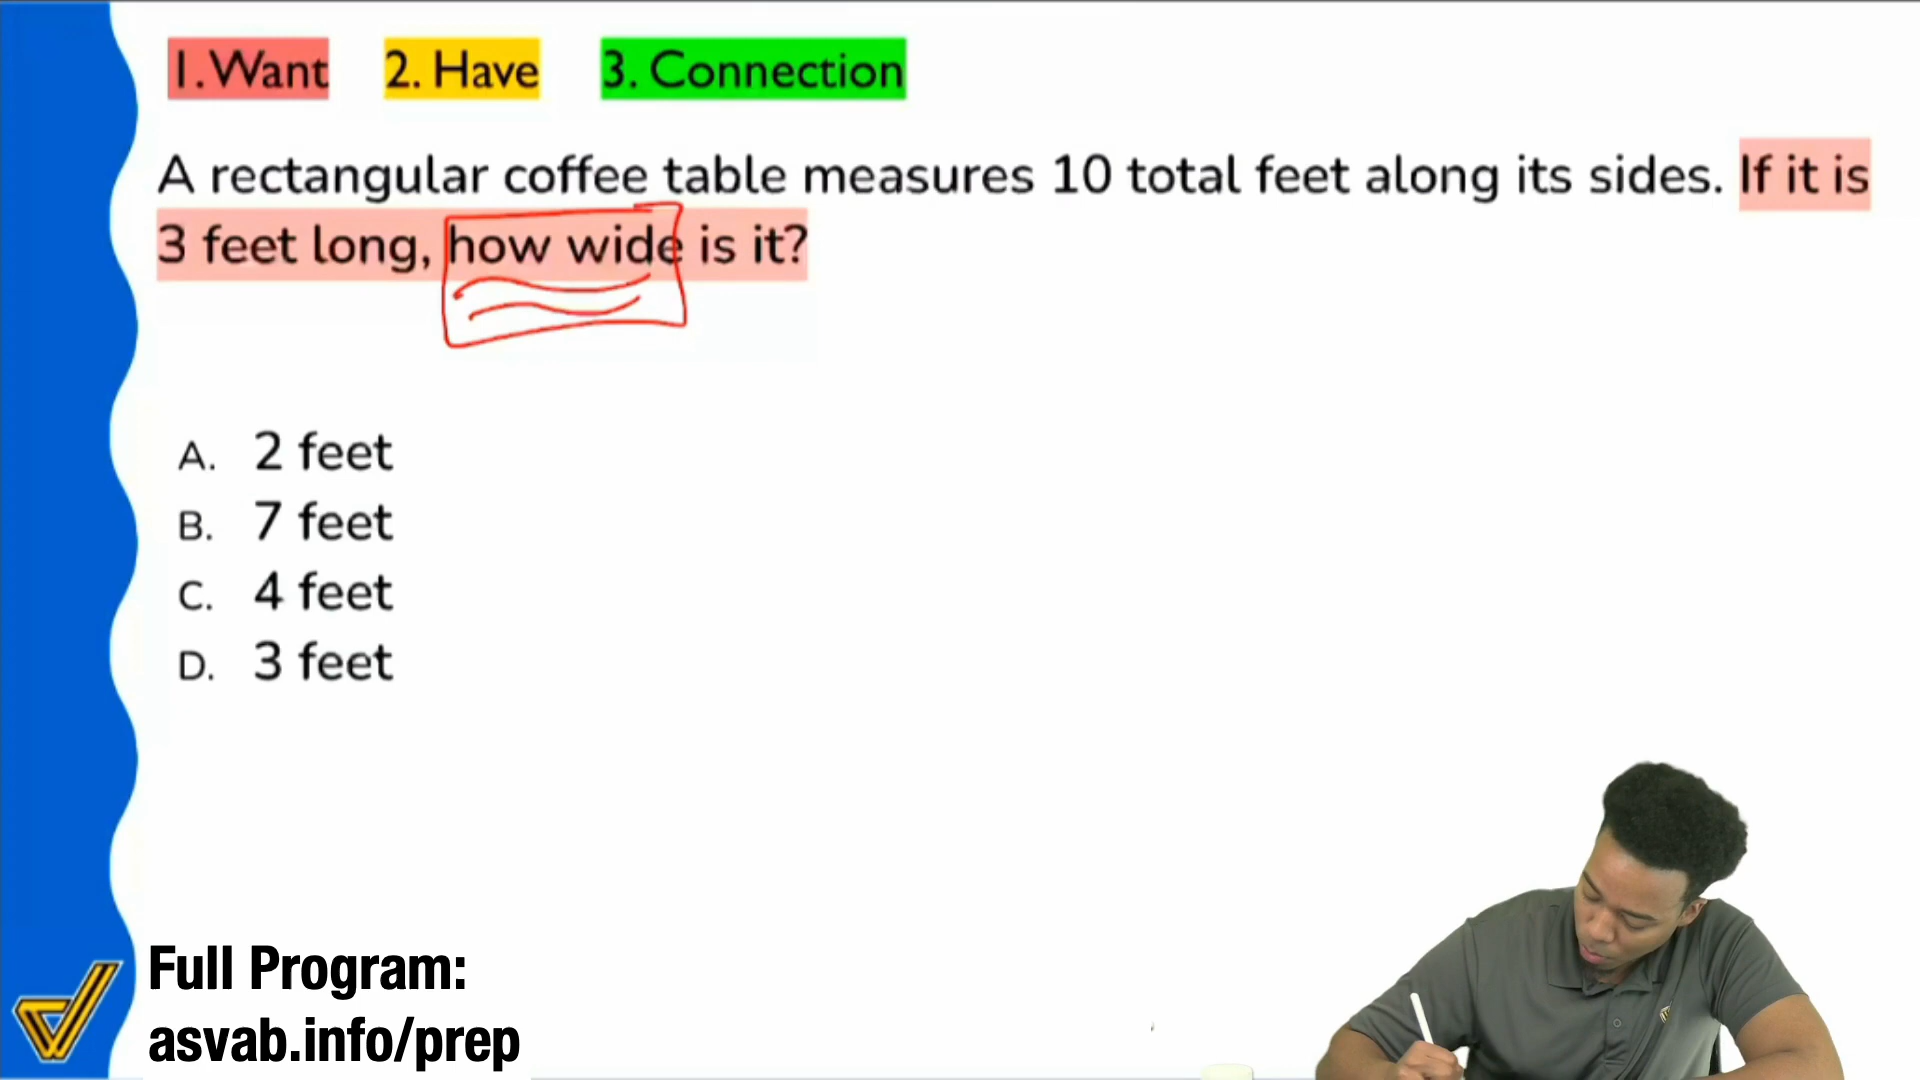 1. Want 2. Have 3. Connection
A rectangular coffee table measures 10 total feet along its sides. If it is
3 feet long, how wide is it?
A. 2 feet
B. 7 feet
C. 4 feet
D. 3 feet
Full Program:
asvab.info/prep